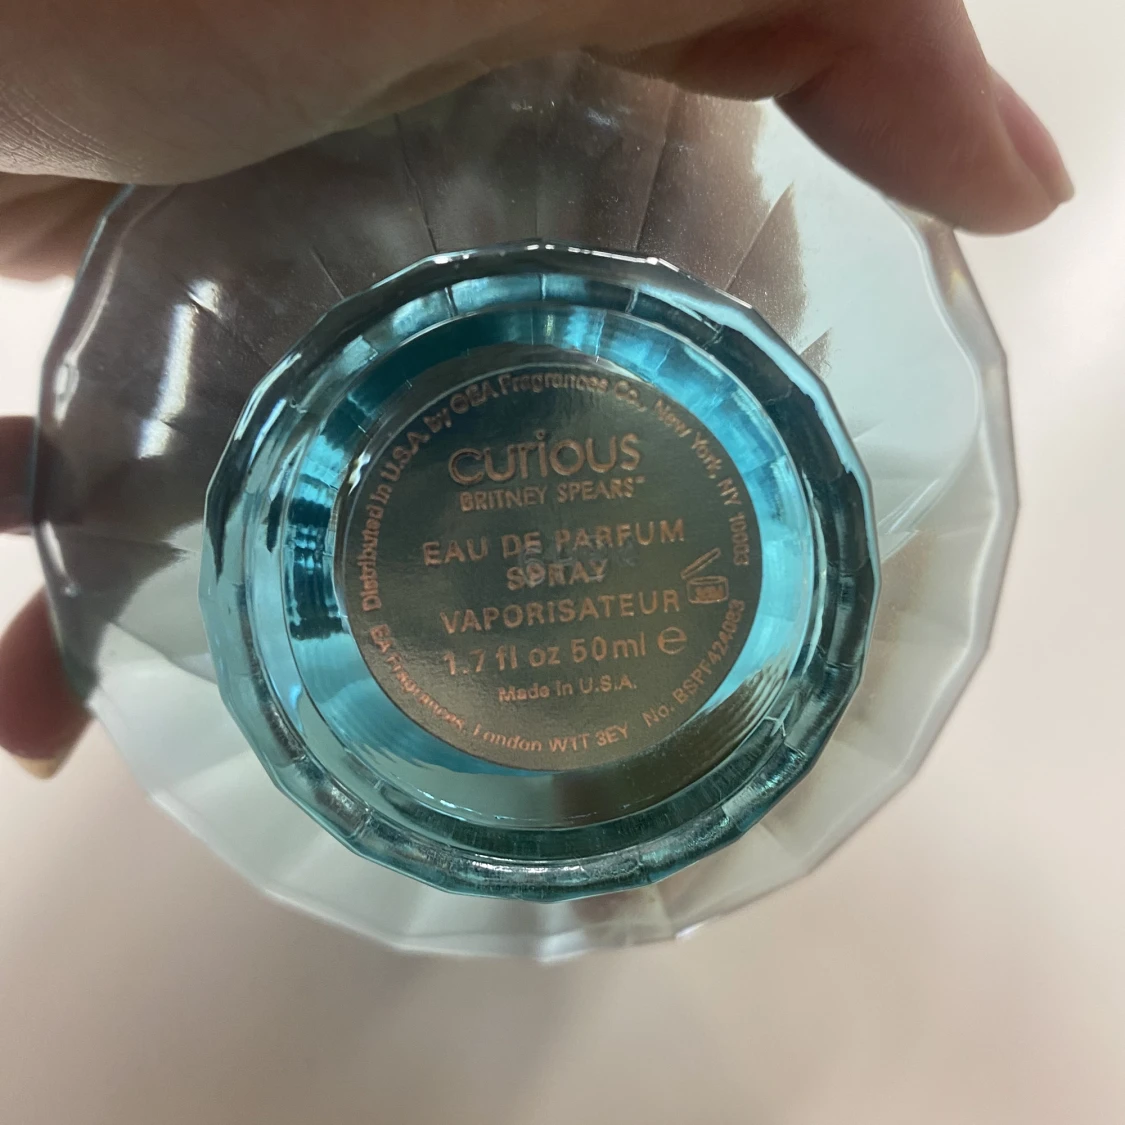 Distributed in U.S.A. by ©EA Fragrances Co., New York, NY 10003
curious
BRITNEY SPEARS™
EAU DE PARFUM
SPRAY
VAPORISATEUR
1.7 fl oz 50ml e
Made in U.S.A.
EA Fragrances, London W1T 3EY No. BSPF424083